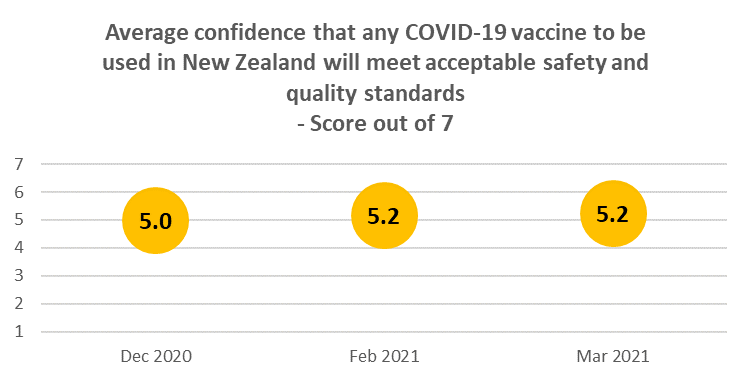 Average confidence that any COVID-19 vaccine to be
used in New Zealand will meet acceptable safety and
quality standards
- Score out of 7
7
6
5
4
3
2
1
5.0
5.2
5.2
Dec 2020
Feb 2021
Mar 2021